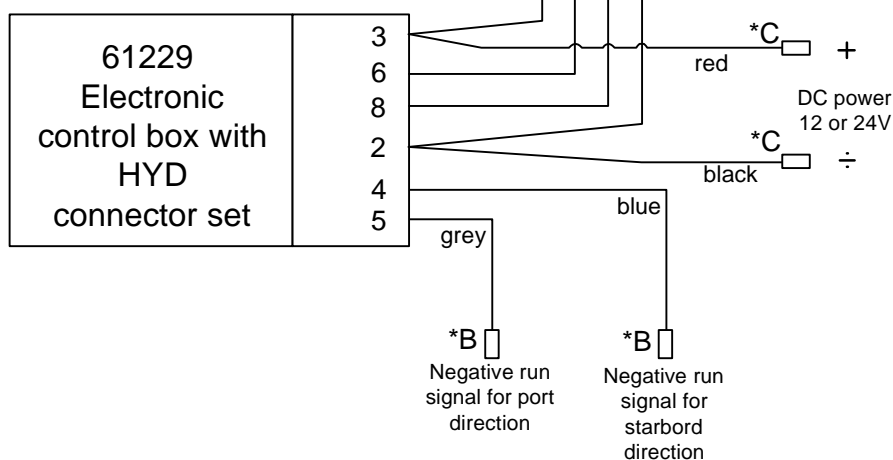 61229
Electronic
control box with
HYD
connector set
3
6
8
2
4
5
*C
+
red
DC power
12 or 24V
*C
÷
black
blue
grey
*B
Negative run
signal for port
direction
*B
Negative run
signal for
starbord
direction